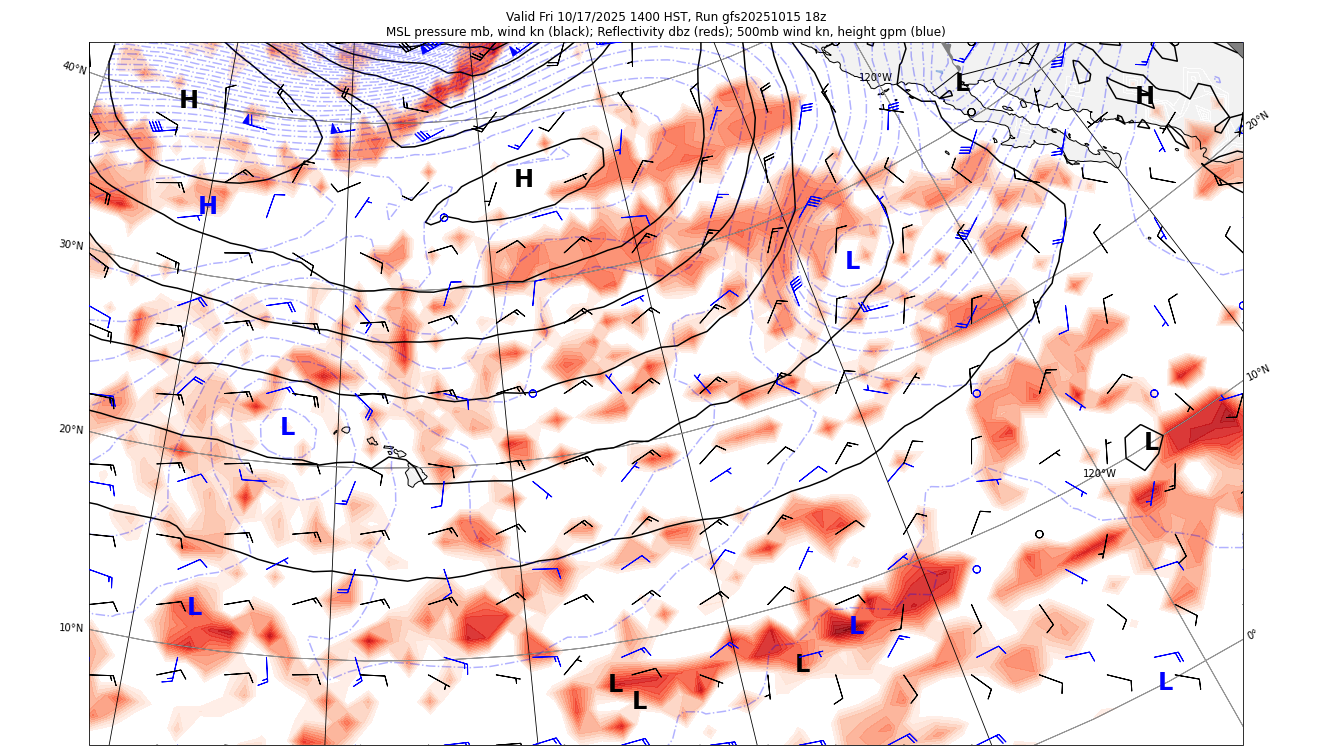 Valid Fri 10/17/2025 1400 HST, Run gfs20251015 18z
MSL pressure mb, wind kn (black); Reflectivity dbz (reds); 500mb wind kn, height gpm (blue)
40°N
120°W
L
H
H
20°N
H
H
30°N
L
10°N
20°N
L
L
120°W
L
10°N
L
0°
L
L
L
L